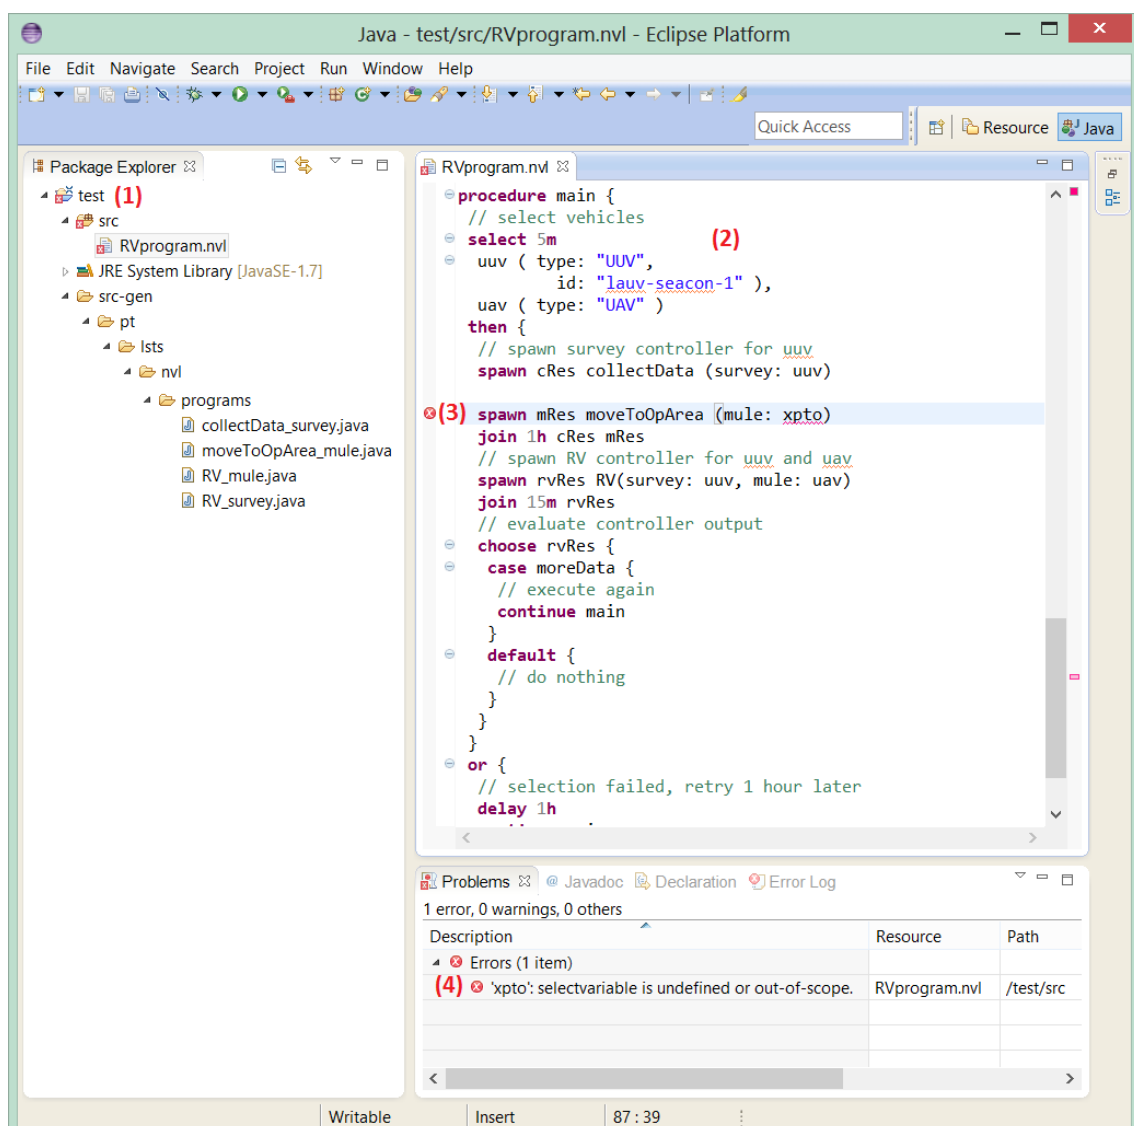 Java - test/src/RVprogram.nvl - Eclipse Platform
File Edit Navigate Search Project Run Window Help
Quick Access
Resource
Java
Package Explorer
test (1)
src
RVprogram.nvl
JRE System Library [JavaSE-1.7]
src-gen
pt
lsts
nvl
programs
collectData_survey.java
moveToOpArea_mule.java
RV_mule.java
RV_survey.java
RVprogram.nvl
procedure main {
// select vehicles
select 5m (2)
uuv ( type: "UUV",
id: "lauv-seacon-1" ),
uav ( type: "UAV" )
then {
// spawn survey controller for uuv
spawn cRes collectData (survey: uuv)
(3) spawn mRes moveToOpArea (mule: xpto)
join 1h cRes mRes
// spawn RV controller for uuv and uav
spawn rvRes RV(survey: uuv, mule: uav)
join 15m rvRes
// evaluate controller output
choose rvRes {
case moreData {
// execute again
continue main
}
default {
// do nothing
}
}
}
or {
// selection failed, retry 1 hour later
delay 1h
Problems @ Javadoc Declaration Error Log
1 error, 0 warnings, 0 others
Description Resource Path
Errors (1 item)
(4) 'xpto': selectvariable is undefined or out-of-scope. RVprogram.nvl /test/src
Writable Insert 87 : 39